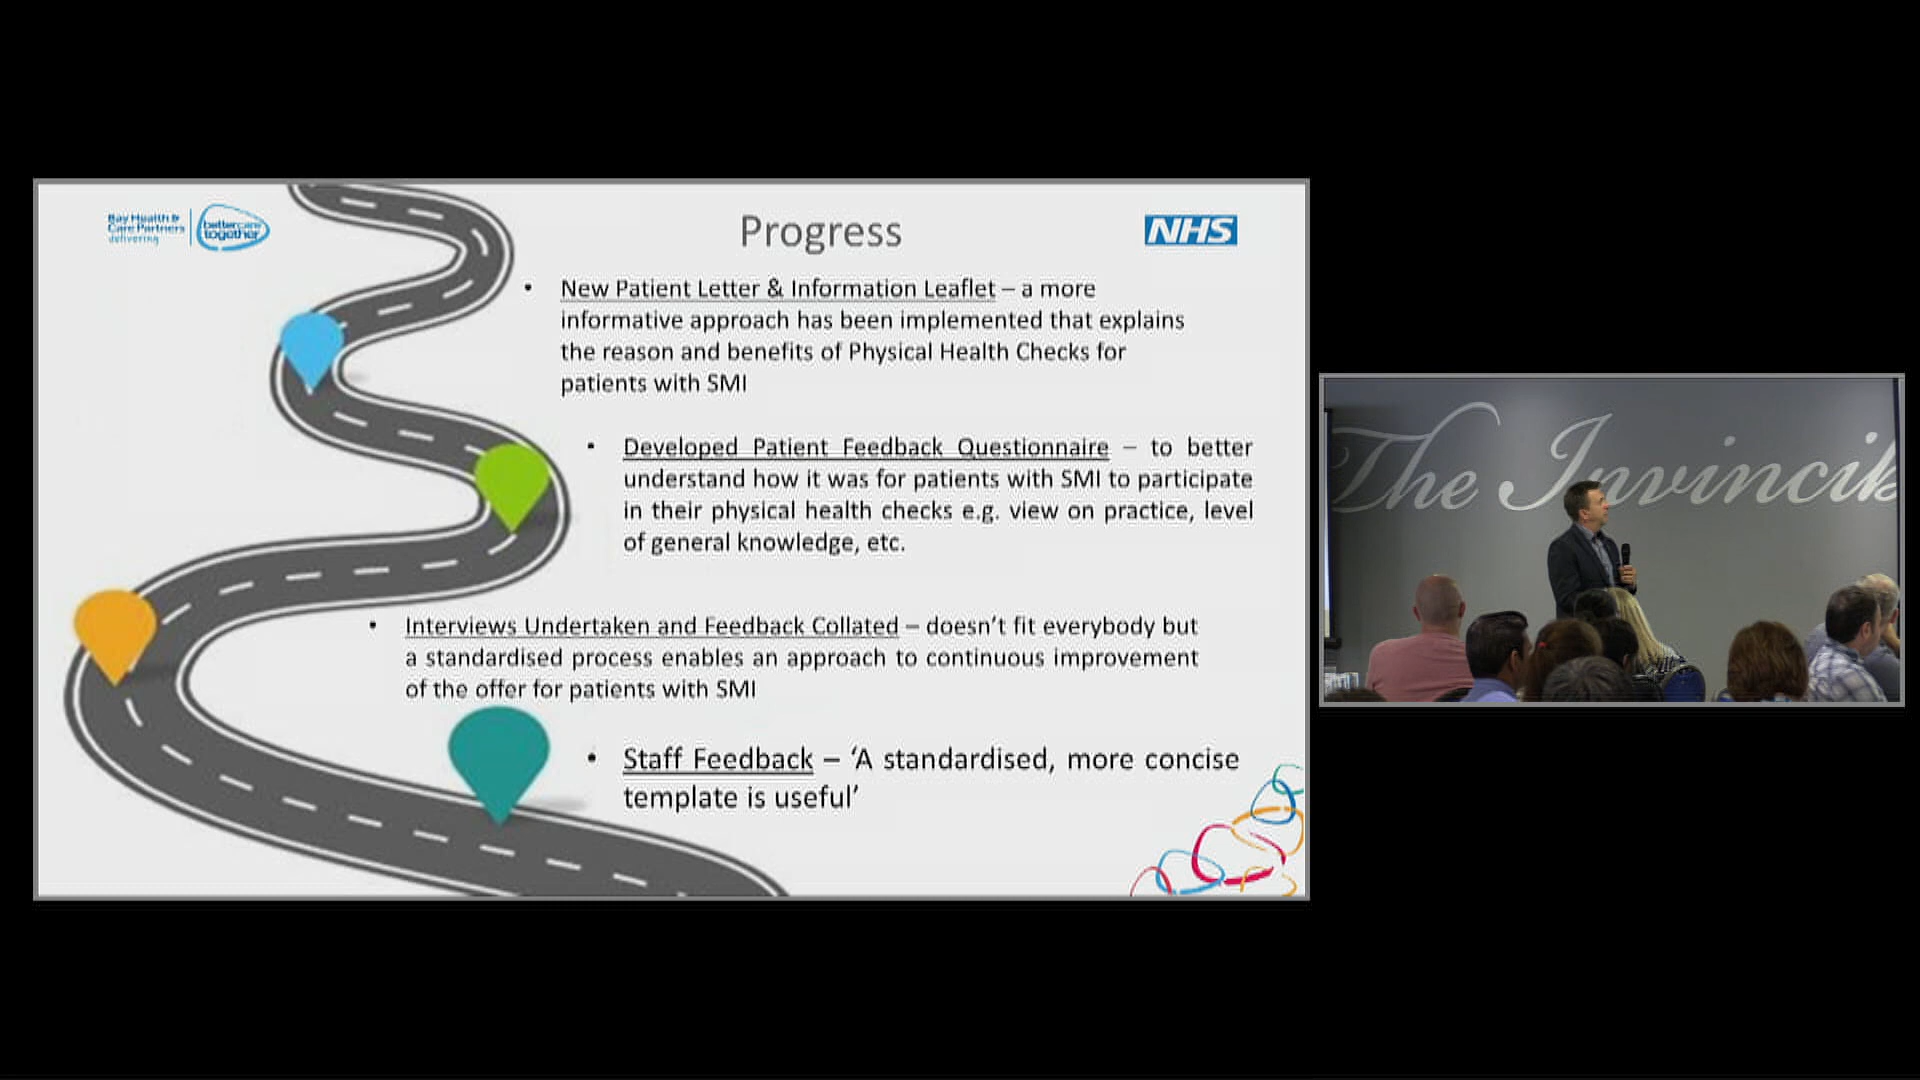 Bay Health &
Care Partners
delivering
better care
together
Progress
NHS
• New Patient Letter & Information Leaflet – a more
informative approach has been implemented that explains
the reason and benefits of Physical Health Checks for
patients with SMI
• Developed Patient Feedback Questionnaire – to better
understand how it was for patients with SMI to participate
in their physical health checks e.g. view on practice, level
of general knowledge, etc.
• Interviews Undertaken and Feedback Collated – doesn’t fit everybody but
a standardised process enables an approach to continuous improvement
of the offer for patients with SMI
• Staff Feedback – ‘A standardised, more concise
template is useful’
The Invincib